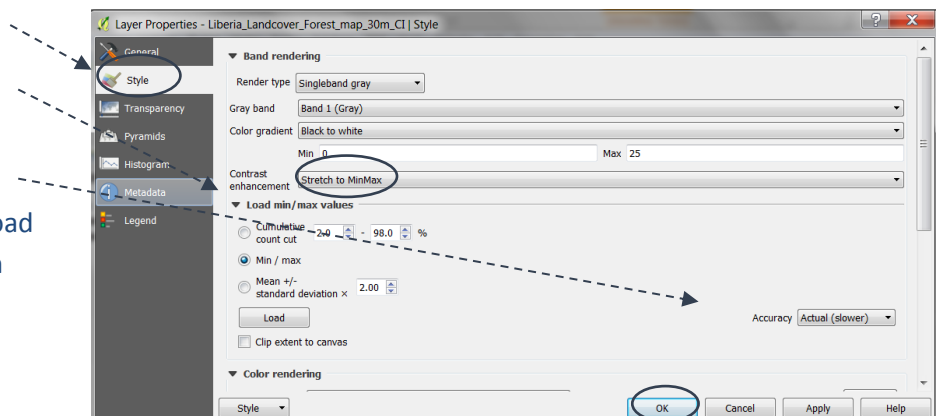 Layer Properties - Liberia_Landcover_Forest_map_30m_CI | Style
General
Style
Transparency
Pyramids
Histogram
Metadata
Legend
oad
Band rendering
Render type Singleband gray
Gray band Band 1 (Gray)
Color gradient Black to white
Min 0 Max 25
Contrast
enhancement Stretch to MinMax
Load min/max values
Cumulative
count cut 2.0 - 98.0 %
Min / max
Mean +/-
standard deviation × 2.00
Load Accuracy Actual (slower)
Clip extent to canvas
Color rendering
Style OK Cancel Apply Help